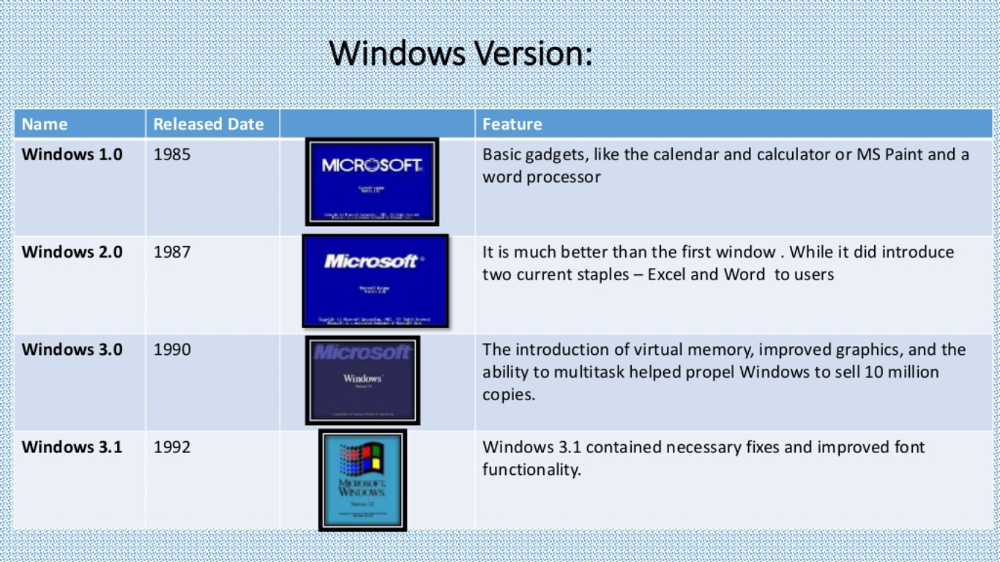 Windows Version:
Name Released Date Feature
Windows 1.0 1985 MICROSOFT Basic gadgets, like the calendar and calculator or MS Paint and a
word processor
Windows 2.0 1987 Microsoft It is much better than the first window . While it did introduce
two current staples – Excel and Word to users
Windows 3.0 1990 Microsoft The introduction of virtual memory, improved graphics, and the
Windows ability to multitask helped propel Windows to sell 10 million
copies.
Windows 3.1 1992 Windows 3.1 contained necessary fixes and improved font
functionality.
MICROSOFT.
WINDOWS.